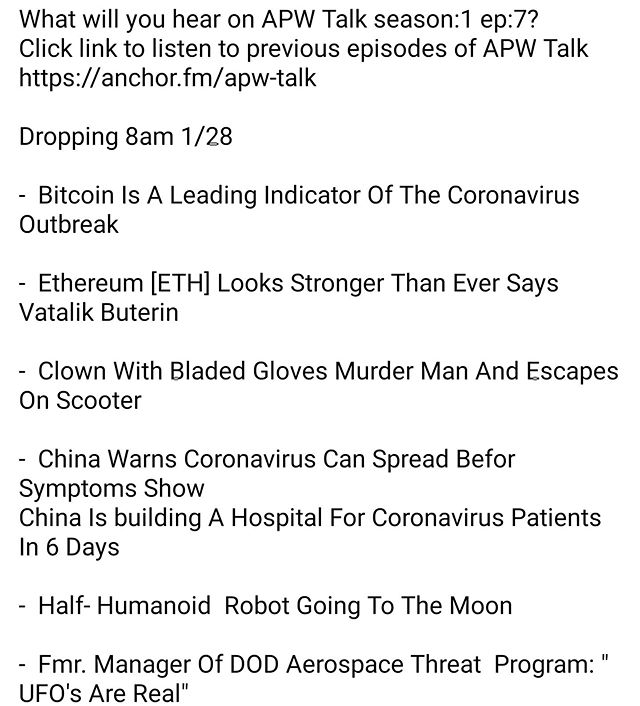 What will you hear on APW Talk season:1 ep:7?
Click link to listen to previous episodes of APW Talk
https://anchor.fm/apw-talk
Dropping 8am 1/28
- Bitcoin Is A Leading Indicator Of The Coronavirus
Outbreak
- Ethereum [ETH] Looks Stronger Than Ever Says
Vatalik Buterin
- Clown With Bladed Gloves Murder Man And Escapes
On Scooter
- China Warns Coronavirus Can Spread Befor
Symptoms Show
China Is building A Hospital For Coronavirus Patients
In 6 Days
- Half- Humanoid  Robot Going To The Moon
- Fmr. Manager Of DOD Aerospace Threat  Program: "
UFO's Are Real"